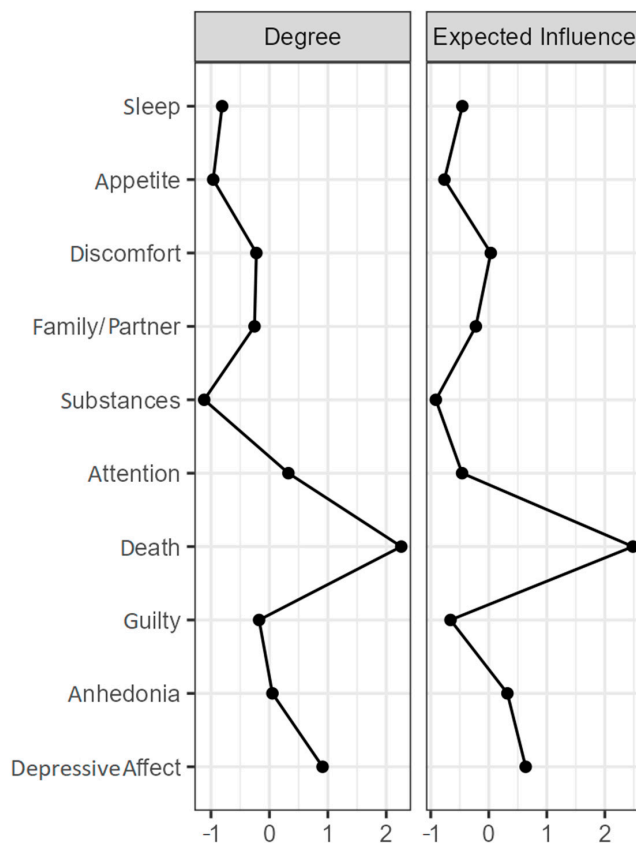 Degree
Expected Influence
Sleep
Appetite
Discomfort
Family/Partner
Substances
Attention
Death
Guilty
Anhedonia
DepressiveAffect
-1 0 1 2
-1 0 1 2